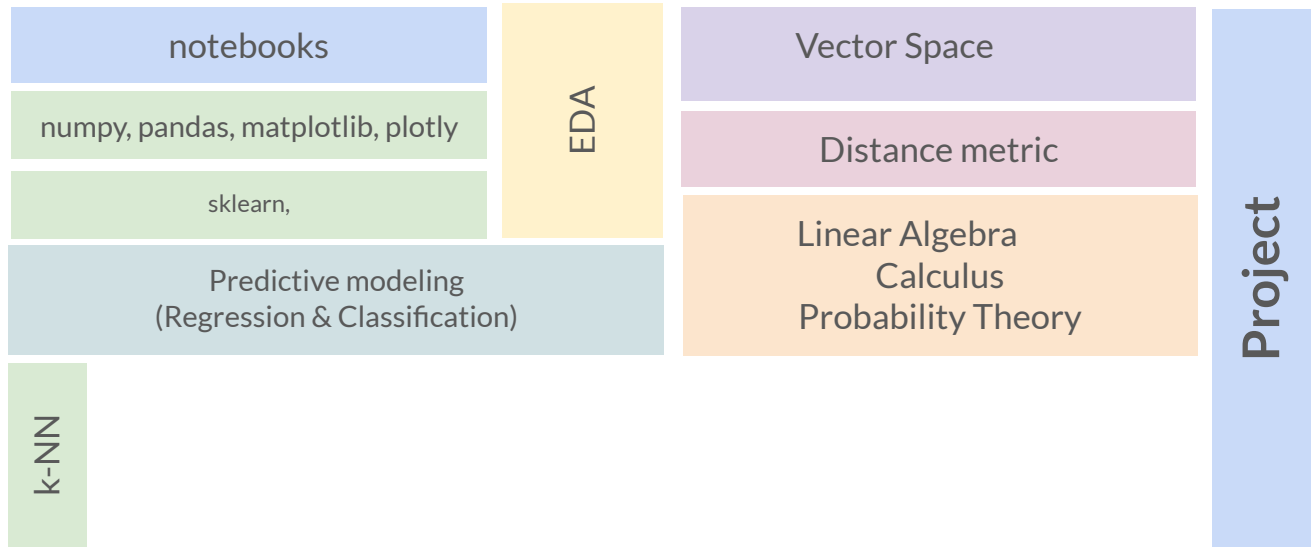 notebooks
numpy, pandas, matplotlib, plotly
sklearn,
EDA
Predictive modeling
(Regression & Classification)
k-NN
Vector Space
Distance metric
Linear Algebra
Calculus
Probability Theory
Project